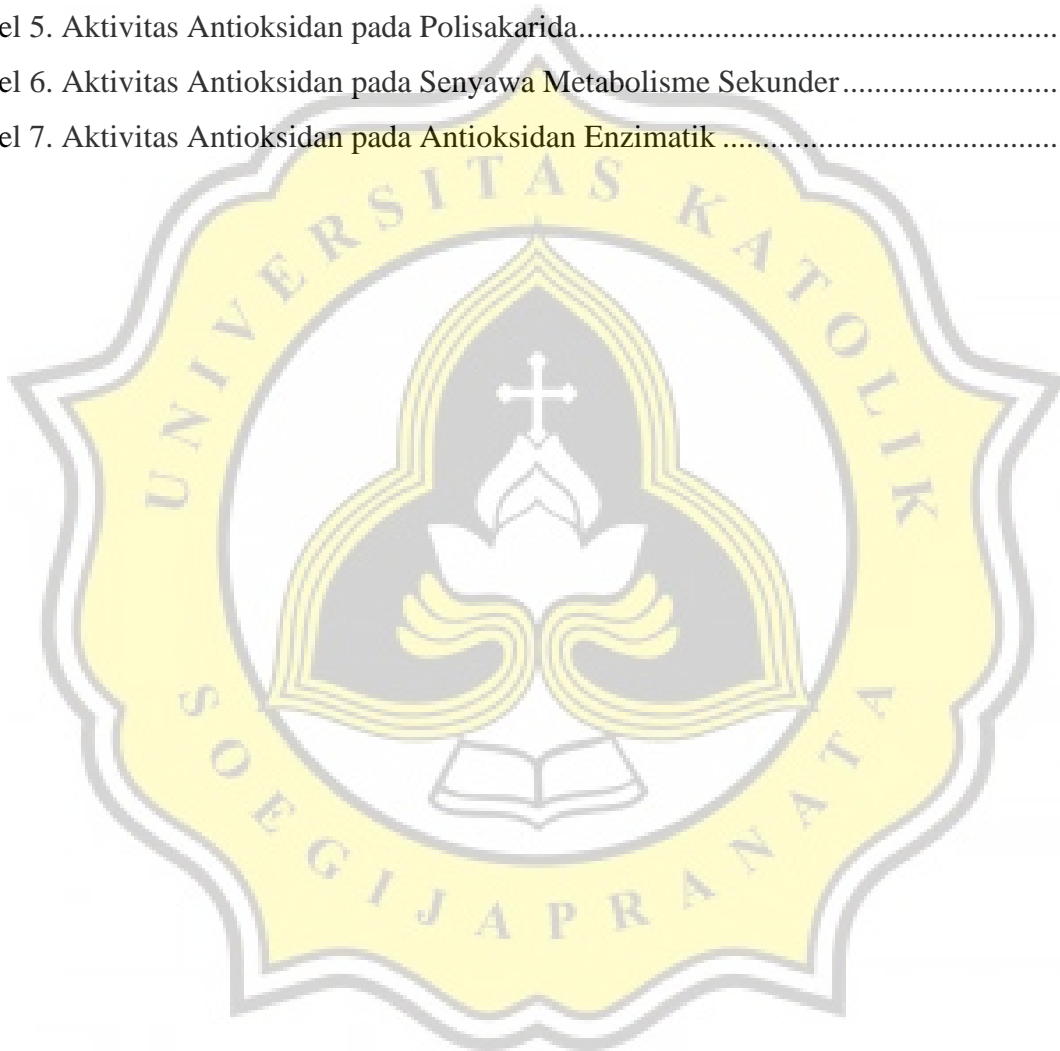 el 5. Aktivitas Antioksidan pada Polisakarida............................................................
el 6. Aktivitas Antioksidan pada Senyawa Metabolisme Sekunder...........................
el 7. Aktivitas Antioksidan pada Antioksidan Enzimatik..........................................
UNIVERSITAS KATOLIK
SOEGIJAPRANATA